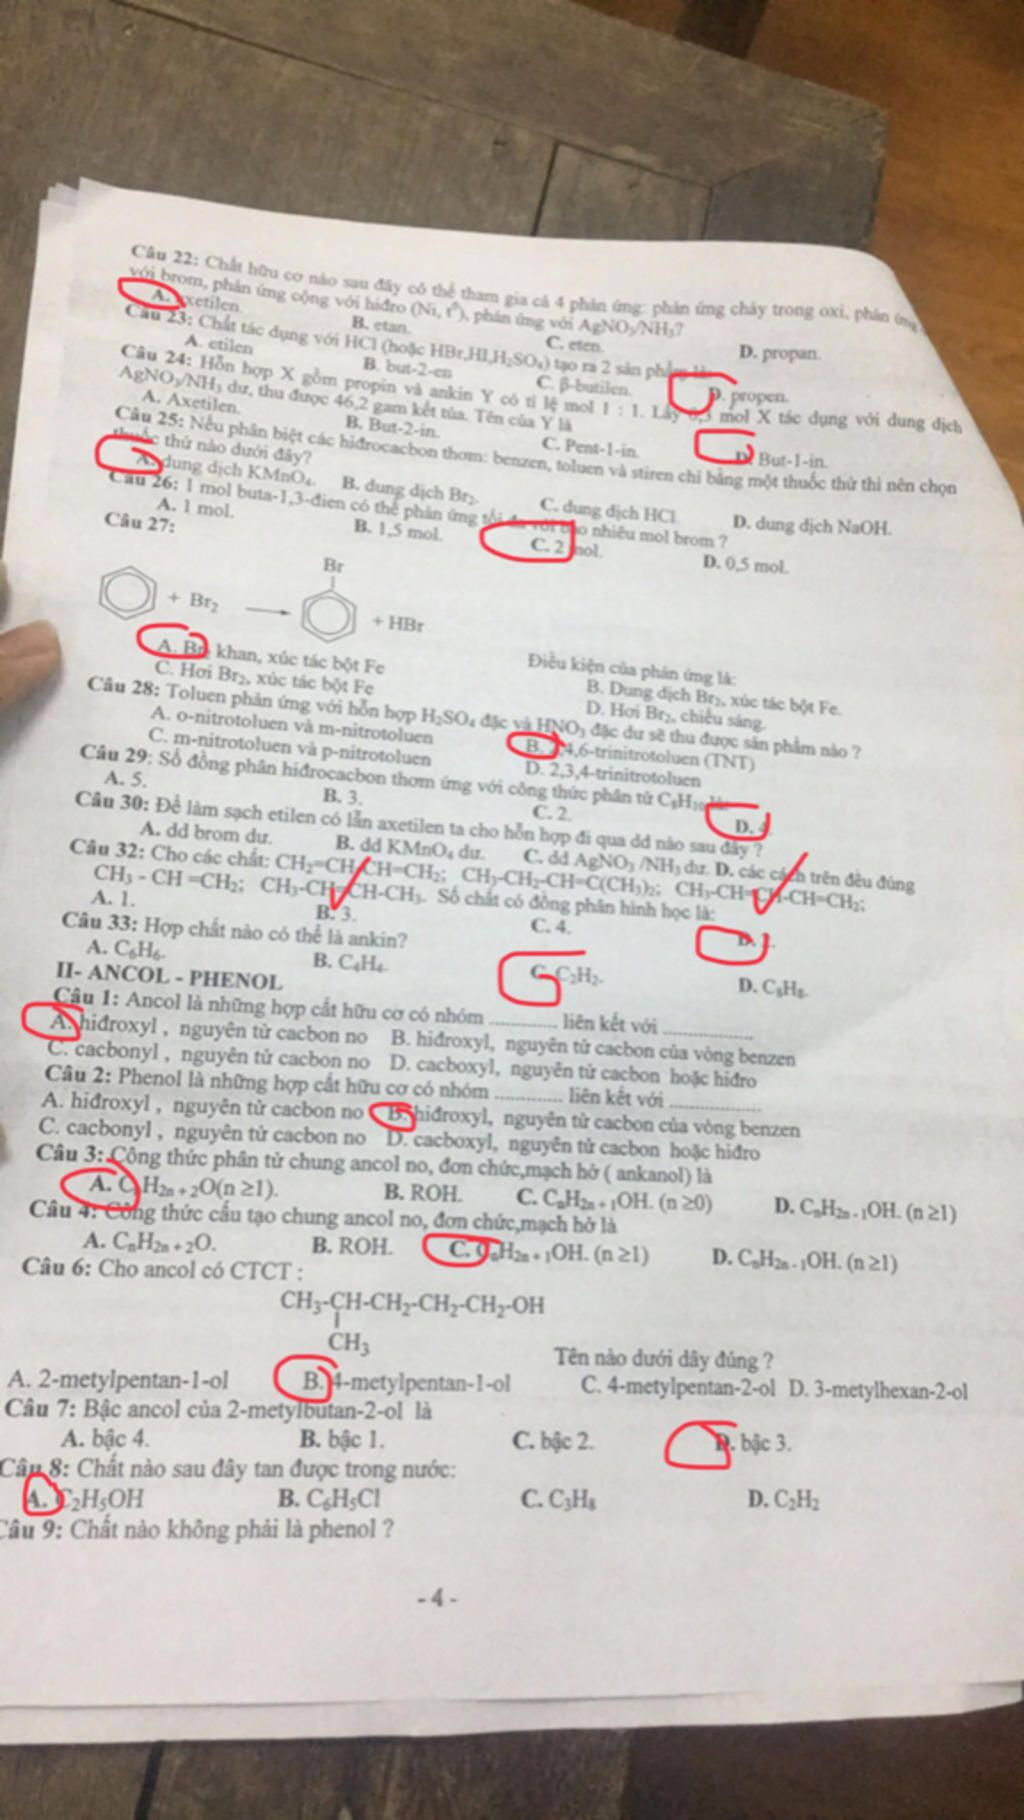 Câu 22: Chất hữu cơ nào sau đây có thể tham gia cả 4 phản ứng: phản ứng cháy trong oxi, phản ứng
với brom, phản ứng cộng với hiđro (Ni, t⁰), phản ứng với AgNO₃/NH₃?
A. axetilen. B. etan. C. eten. D. propan.
Câu 23: Chất tác dụng với HCl (hoặc HBr,HI,H₂SO₄) tạo ra 2 sản phẩm là:
A. etilen B. but-2-en C. β-butilen. D. propen.
Câu 24: Hỗn hợp X gồm propin và ankin Y có tỉ lệ mol 1 : 1. Lấy 0,3 mol X tác dụng với dung dịch
AgNO₃/NH₃ dư, thu được 46,2 gam kết tủa. Tên của Y là
A. Axetilen. B. But-2-in. C. Pent-1-in. D. But-1-in.
Câu 25: Nếu phân biệt các hiđrocacbon thơm: benzen, toluen và stiren chỉ bằng một thuốc thử thì nên chọn
thuốc thử nào dưới đây?
A. dung dịch KMnO₄. B. dung dịch Br₂. C. dung dịch HCl. D. dung dịch NaOH.
Câu 26: 1 mol buta-1,3-đien có thể phản ứng tối đa với bao nhiêu mol brom ?
A. 1 mol. B. 1,5 mol. C. 2 mol. D. 0,5 mol.
Câu 27:
Br
+ Br₂ + HBr
Điều kiện của phản ứng là:
A. Br₂ khan, xúc tác bột Fe B. Dung dịch Br₂, xúc tác bột Fe.
C. Hơi Br₂, xúc tác bột Fe D. Hơi Br₂, chiếu sáng.
Câu 28: Toluen phản ứng với hỗn hợp H₂SO₄ đặc và HNO₃ đặc dư sẽ thu được sản phẩm nào ?
A. o-nitrotoluen và m-nitrotoluen B. 2,4,6-trinitrotoluen (TNT)
C. m-nitrotoluen và p-nitrotoluen D. 2,3,4-trinitrotoluen
Câu 29: Số đồng phân hiđrocacbon thơm ứng với công thức phân tử C₈H₁₀ là:
A. 5. B. 3. C. 2. D. 4.
Câu 30: Để làm sạch etilen có lẫn axetilen ta cho hỗn hợp đi qua dd nào sau đây ?
A. dd brom dư. B. dd KMnO₄ dư. C. dd AgNO₃ /NH₃ dư. D. các cách trên đều đúng
Câu 32: Cho các chất: CH₂=CH-CH=CH₂; CH₃-CH₂-CH=C(CH₃)₂; CH₃-CH=CH-CH=CH₂;
CH₃ - CH =CH₂; CH₃-CH=CH-CH₃. Số chất có đồng phân hình học là:
A. 1. B. 3. C. 4. D. 2.
Câu 33: Hợp chất nào có thể là ankin?
A. C₆H₆. B. C₄H₄. C. C₂H₂. D. C₈H₈.
II- ANCOL - PHENOL
Câu 1: Ancol là những hợp cất hữu cơ có nhóm ............. liên kết với .................
A. hiđroxyl , nguyên tử cacbon no B. hiđroxyl, nguyên tử cacbon của vòng benzen
C. cacbonyl , nguyên tử cacbon no D. cacboxyl, nguyên tử cacbon hoặc hiđro
Câu 2: Phenol là những hợp cất hữu cơ có nhóm ............. liên kết với .................
A. hiđroxyl , nguyên tử cacbon no B. hiđroxyl, nguyên tử cacbon của vòng benzen
C. cacbonyl , nguyên tử cacbon no D. cacboxyl, nguyên tử cacbon hoặc hiđro
Câu 3: Công thức phân tử chung ancol no, đơn chức,mạch hở ( ankanol) là
A. CₙH₂ₙ₊₂O(n ≥1). B. ROH. C. CₙH₂ₙ₊₁OH. (n ≥0) D. CₙH₂ₙ₋₁OH. (n ≥1)
Câu 4: Công thức cấu tạo chung ancol no, đơn chức,mạch hở là
A. CₙH₂ₙ₊₂O. B. ROH. C. CₙH₂ₙ₊₁OH. (n ≥1) D. CₙH₂ₙ₋₁OH. (n ≥1)
Câu 6: Cho ancol có CTCT :
CH₃-CH-CH₂-CH₂-CH₂-OH
CH₃
Tên nào dưới dây đúng ?
A. 2-metylpentan-1-ol B. 4-metylpentan-1-ol C. 4-metylpentan-2-ol D. 3-metylhexan-2-ol
Câu 7: Bậc ancol của 2-metylbutan-2-ol là
A. bậc 4. B. bậc 1. C. bậc 2. D. bậc 3.
Câu 8: Chất nào sau đây tan được trong nước:
A. C₂H₅OH B. C₆H₅Cl C. C₃H₈ D. C₂H₂
Câu 9: Chất nào không phải là phenol ?
- 4 -